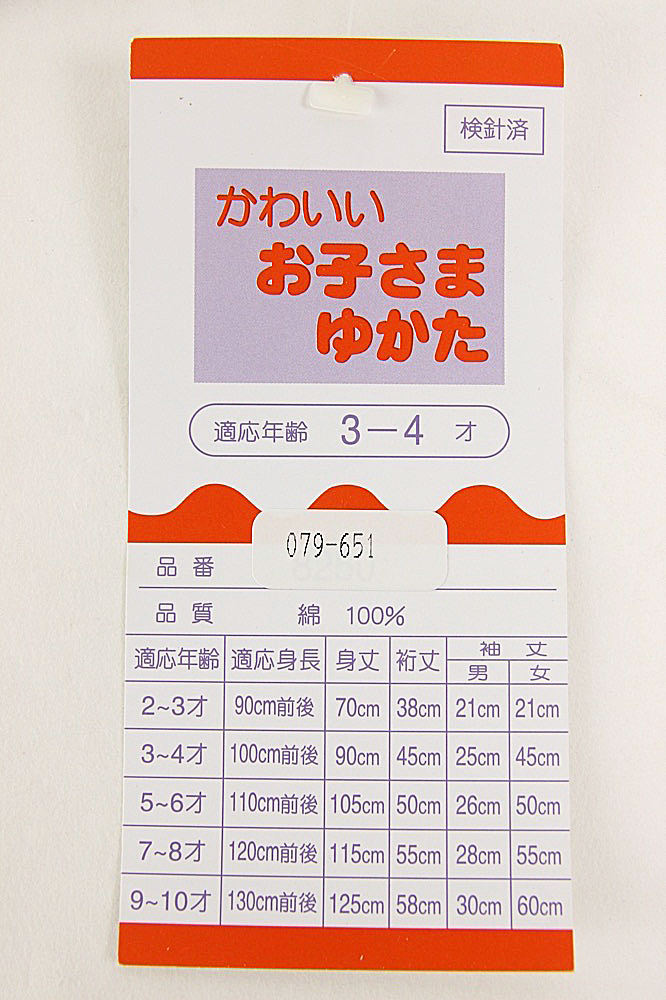 検針済
かわいい
お子さま
ゆかた
適応年齢 3－4 才
079-651
品番
品質 綿 100%
適応年齢 適応身長 身丈 裄丈 袖丈
男 女
2~3才 90cm前後 70cm 38cm 21cm 21cm
3~4才 100cm前後 90cm 45cm 25cm 45cm
5~6才 110cm前後 105cm 50cm 26cm 50cm
7~8才 120cm前後 115cm 55cm 28cm 55cm
9~10才 130cm前後 125cm 58cm 30cm 60cm